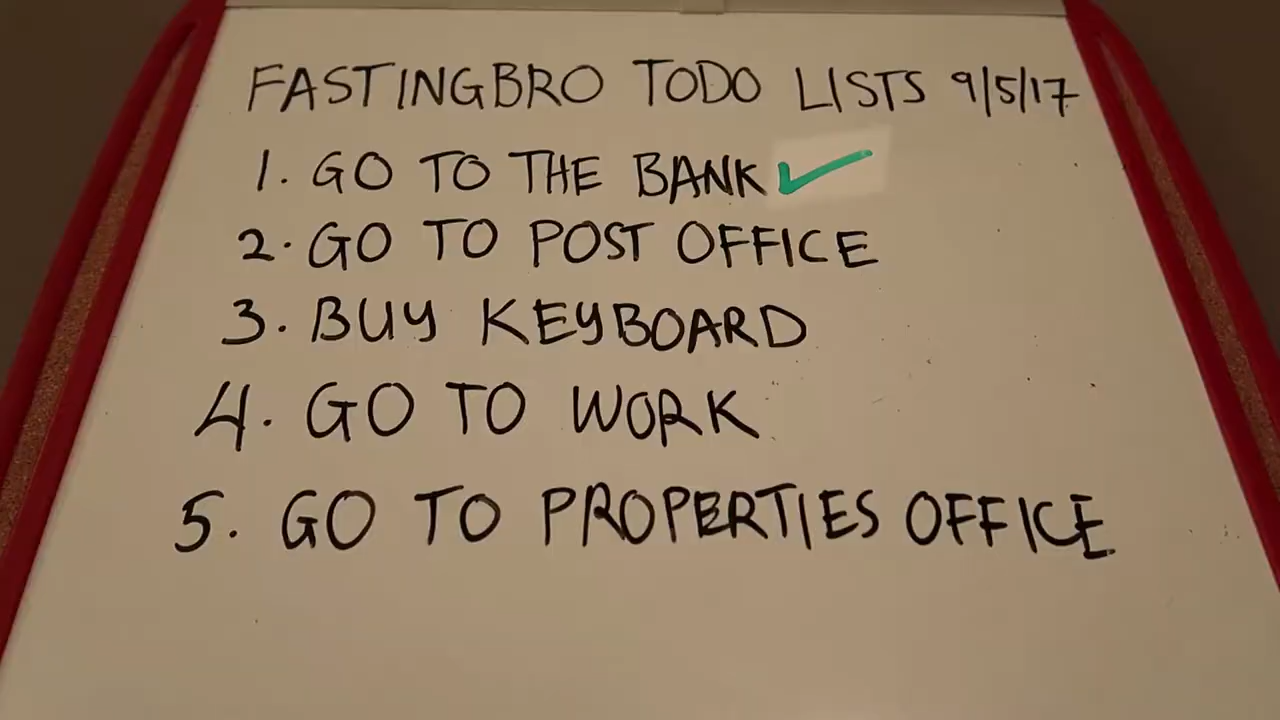 FASTINGBRO TODO LISTS 9/5/17
1. GO TO THE BANK ✓
2. GO TO POST OFFICE
3. BUY KEYBOARD
4. GO TO WORK
5. GO TO PROPERTIES OFFICE